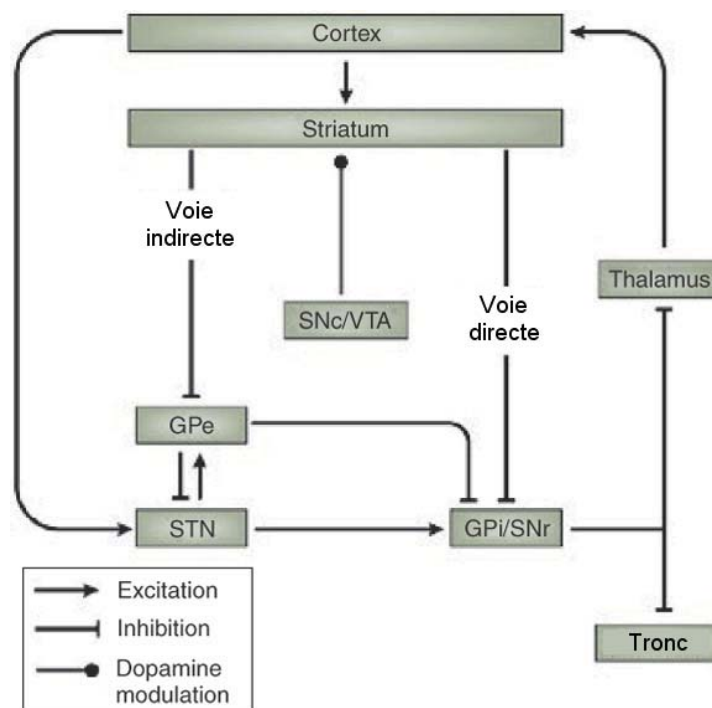 Cortex
Striatum
Voie
indirecte
SNc/VTA
Voie
directe
Thalamus
GPe
STN
GPi/SNr
Excitation
Inhibition
Dopamine
modulation
Tronc